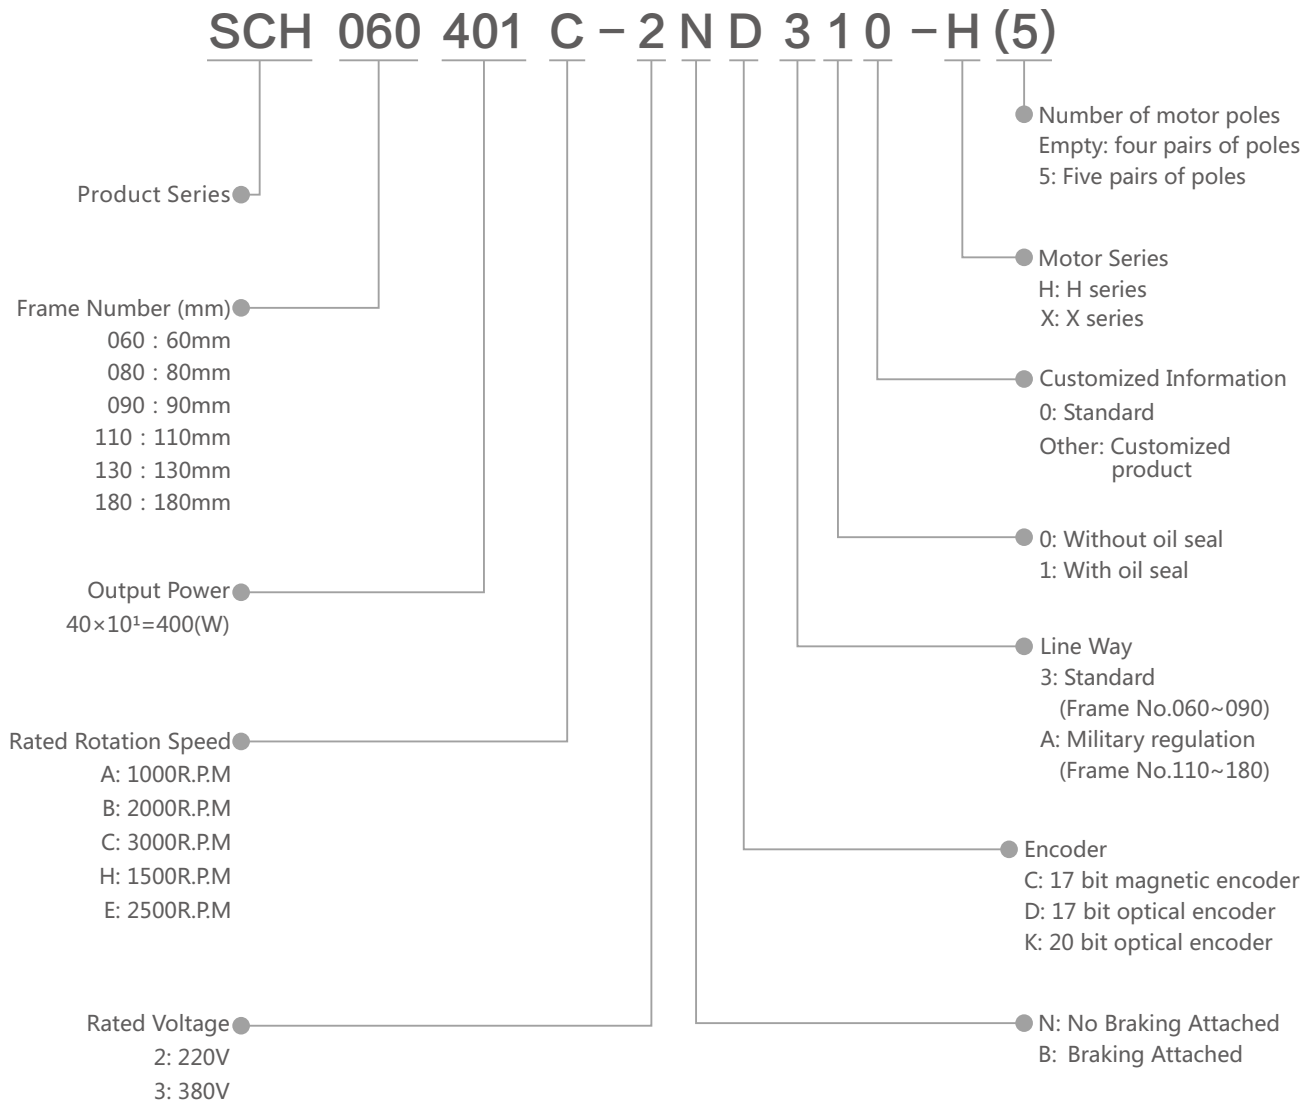 SCH 060 401 C – 2 N D 3 1 0 – H (5)
Product Series
Frame Number (mm)
060 : 60mm
080 : 80mm
090 : 90mm
110 : 110mm
130 : 130mm
180 : 180mm
Output Power
40×10¹=400(W)
Rated Rotation Speed
A: 1000R.P.M
B: 2000R.P.M
C: 3000R.P.M
H: 1500R.P.M
E: 2500R.P.M
Rated Voltage
2: 220V
3: 380V
Number of motor poles
Empty: four pairs of poles
5: Five pairs of poles
Motor Series
H: H series
X: X series
Customized Information
0: Standard
Other: Customized
product
0: Without oil seal
1: With oil seal
Line Way
3: Standard
(Frame No.060~090)
A: Military regulation
(Frame No.110~180)
Encoder
C: 17 bit magnetic encoder
D: 17 bit optical encoder
K: 20 bit optical encoder
N: No Braking Attached
B: Braking Attached